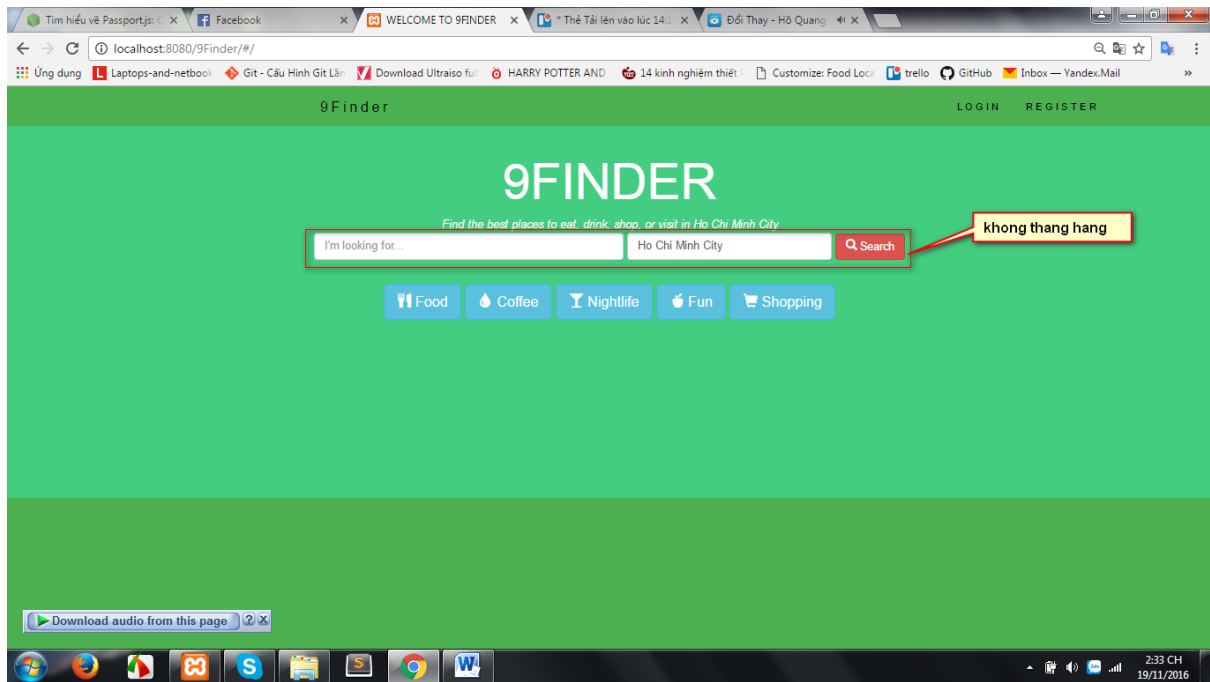 Tìm hiểu về Passport.js:
Facebook
WELCOME TO 9FINDER
* Thẻ Tải lên vào lúc 14:
Đổi Thay - Hồ Quang
localhost:8080/9Finder/#/
Ứng dụng
Laptops-and-netbook
Git - Cấu Hình Git Lần
Download Ultraiso ful
HARRY POTTER AND
14 kinh nghiệm thiết
Customize: Food Loca
trello
GitHub
Inbox — Yandex.Mail
»
9Finder
LOGIN
REGISTER
9FINDER
Find the best places to eat, drink, shop, or visit in Ho Chi Minh City
khong thang hang
I'm looking for...
Ho Chi Minh City
Search
Food
Coffee
Nightlife
Fun
Shopping
Download audio from this page
2:33 CH
19/11/2016